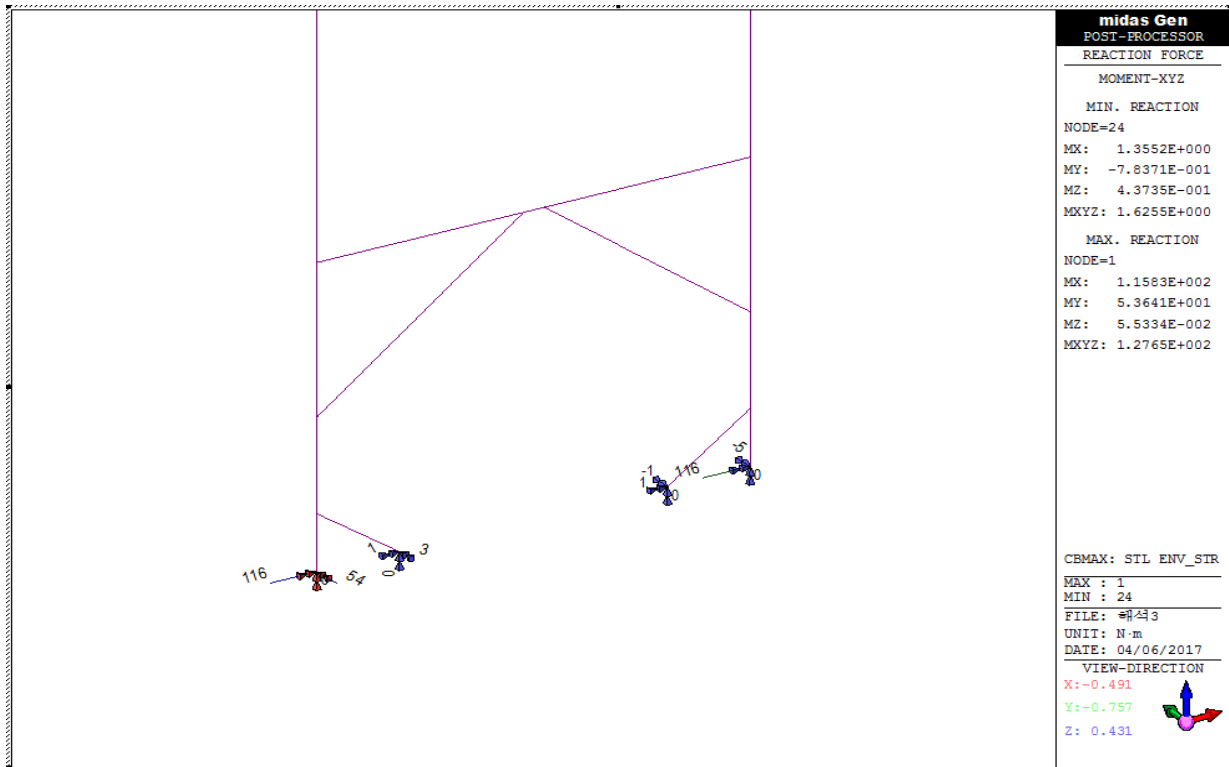 midas Gen
POST-PROCESSOR
REACTION FORCE
MOMENT-XYZ
MIN. REACTION
NODE=24
MX: 1.3552E+000
MY: -7.8371E-001
MZ: 4.3735E-001
MXYZ: 1.6255E+000
MAX. REACTION
NODE=1
MX: 1.1583E+002
MY: 5.3641E+001
MZ: 5.5334E-002
MXYZ: 1.2765E+002
CBMAX: STL ENV_STR
MAX : 1
MIN : 24
FILE: 해석3
UNIT: N·m
DATE: 04/06/2017
VIEW-DIRECTION
X:-0.491
Y:-0.757
Z: 0.431
-5
116
0
-1
1
0
1
3
0
116
54